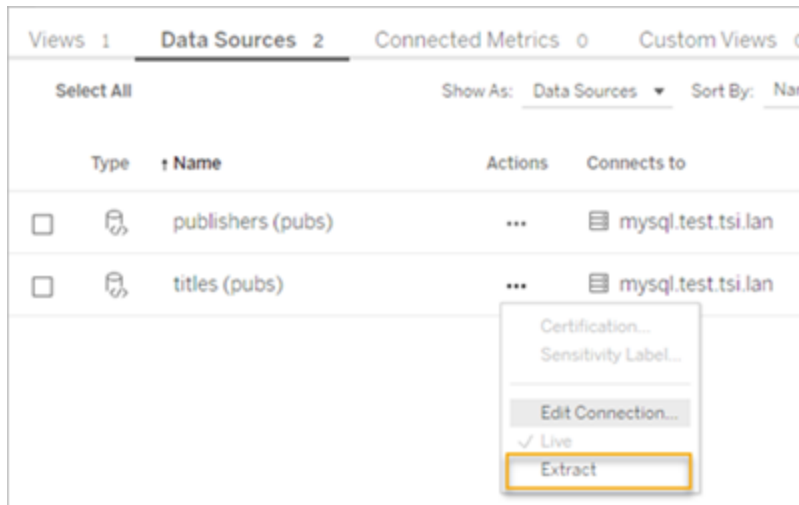 Views 1 Data Sources 2 Connected Metrics 0 Custom Views
Select All Show As: Data Sources Sort By:
Type ↑ Name Actions Connects to
publishers (pubs) ... mysql.test.tsi.lan
titles (pubs) ... mysql.test.tsi.lan
Certification...
Sensitivity Label...
Edit Connection...
✓ Live
Extract